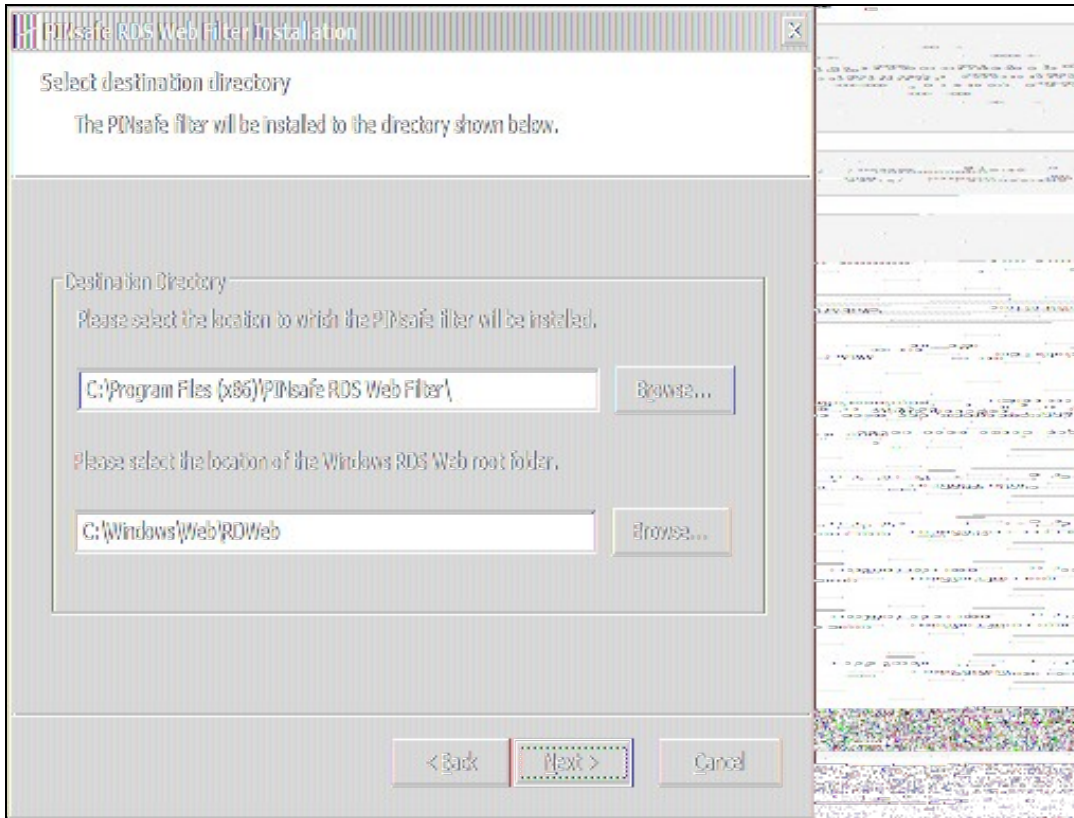 PINsafe RDS Web Filter Installation
Select destination directory
The PINsafe filter will be installed to the directory shown below.
Destination Directory
Please select the location to which the PINsafe filter will be installed.
C:\Program Files (x86)\PINsafe RDS Web Filter\
Browse...
Please select the location of the Windows RDS Web root folder.
C:\Windows\Web\RDWeb
Browse...
< Back
Next >
Cancel